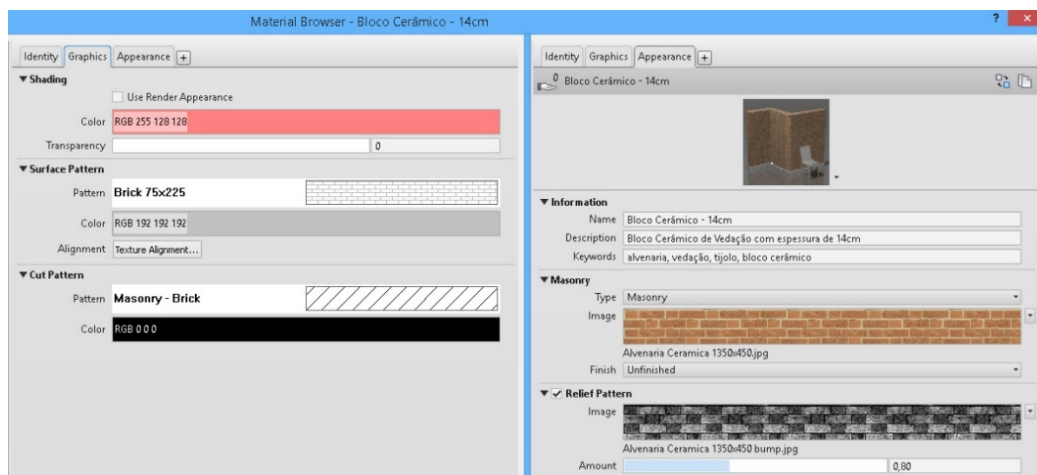 Material Browser - Bloco Cerâmico - 14cm
? ×
Identity Graphics Appearance +
▼ Shading
Use Render Appearance
Color RGB 255 128 128
Transparency 0
▼ Surface Pattern
Pattern Brick 75x225
Color RGB 192 192 192
Alignment Texture Alignment...
▼ Cut Pattern
Pattern Masonry - Brick
Color RGB 0 0 0
Identity Graphics Appearance +
0 Bloco Cerâmico - 14cm
▼ Information
Name Bloco Cerâmico - 14cm
Description Bloco Cerâmico de Vedação com espessura de 14cm
Keywords alvenaria, vedação, tijolo, bloco cerâmico
▼ Masonry
Type Masonry
Image
Alvenaria Ceramica 1350x450.jpg
Finish Unfinished
▼ ✓ Relief Pattern
Image
Alvenaria Ceramica 1350x450 bump.jpg
Amount 0,80